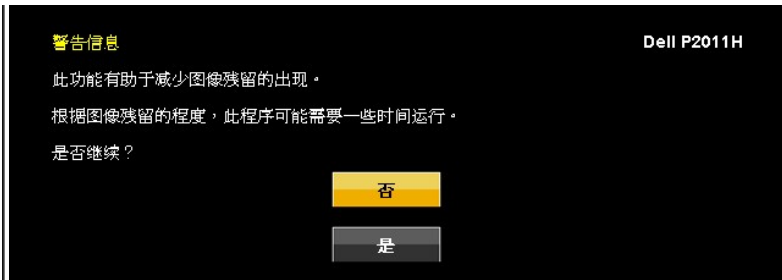 警告信息
Dell P2011H
此功能有助于减少图像残留的出现。
根据图像残留的程度，此程序可能需要一些时间运行。
是否继续？
否
是